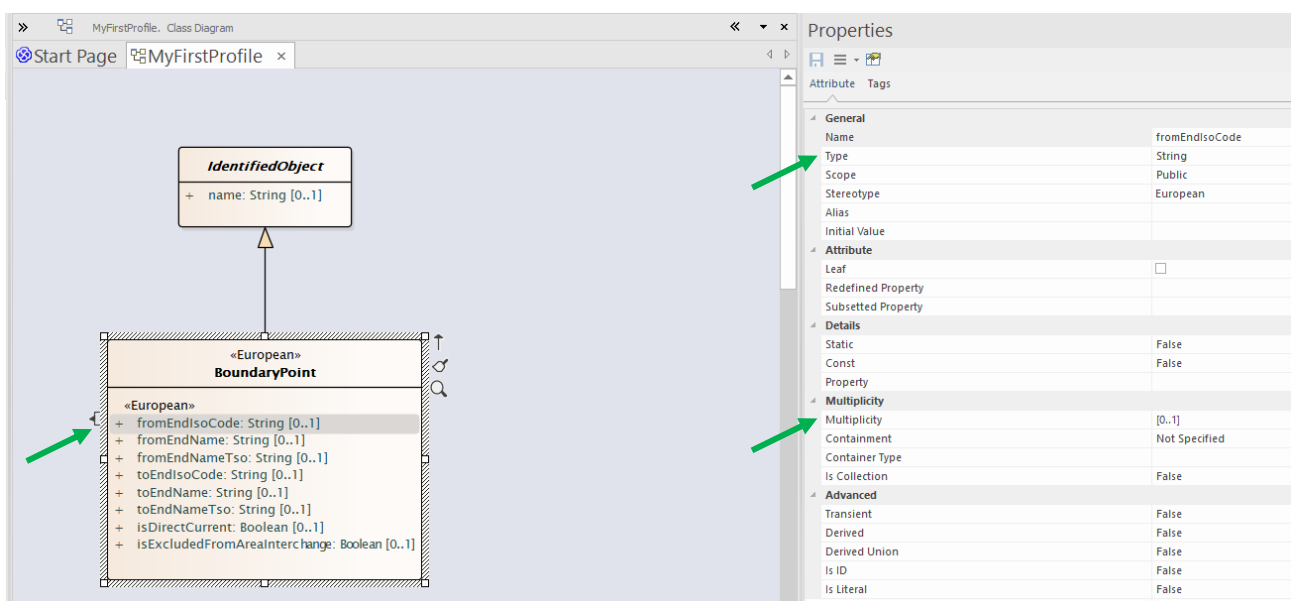 MyFirstProfile. Class Diagram
Start Page MyFirstProfile ×
IdentifiedObject
+ name: String [0..1]
«European»
BoundaryPoint
«European»
+ fromEndIsoCode: String [0..1]
+ fromEndName: String [0..1]
+ fromEndNameTso: String [0..1]
+ toEndIsoCode: String [0..1]
+ toEndName: String [0..1]
+ toEndNameTso: String [0..1]
+ isDirectCurrent: Boolean [0..1]
+ isExcludedFromAreaInterchange: Boolean [0..1]
Properties
Attribute Tags
General
Name fromEndIsoCode
Type String
Scope Public
Stereotype European
Alias
Initial Value
Attribute
Leaf
Redefined Property
Subsetted Property
Details
Static False
Const False
Property
Multiplicity
Multiplicity [0..1]
Containment Not Specified
Container Type
Is Collection False
Advanced
Transient False
Derived False
Derived Union False
Is ID False
Is Literal False